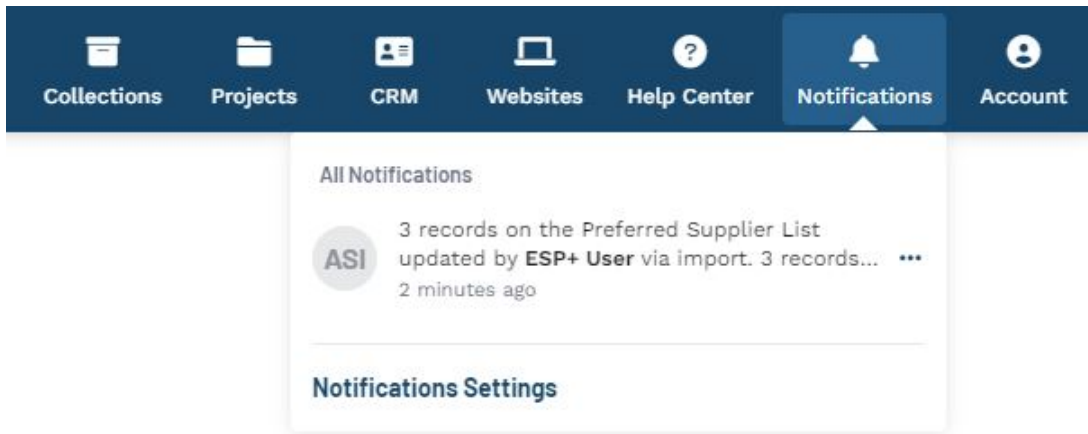 Collections Projects CRM Websites Help Center Notifications Account
All Notifications
ASI
3 records on the Preferred Supplier List
updated by ESP+ User via import. 3 records...
2 minutes ago
Notifications Settings